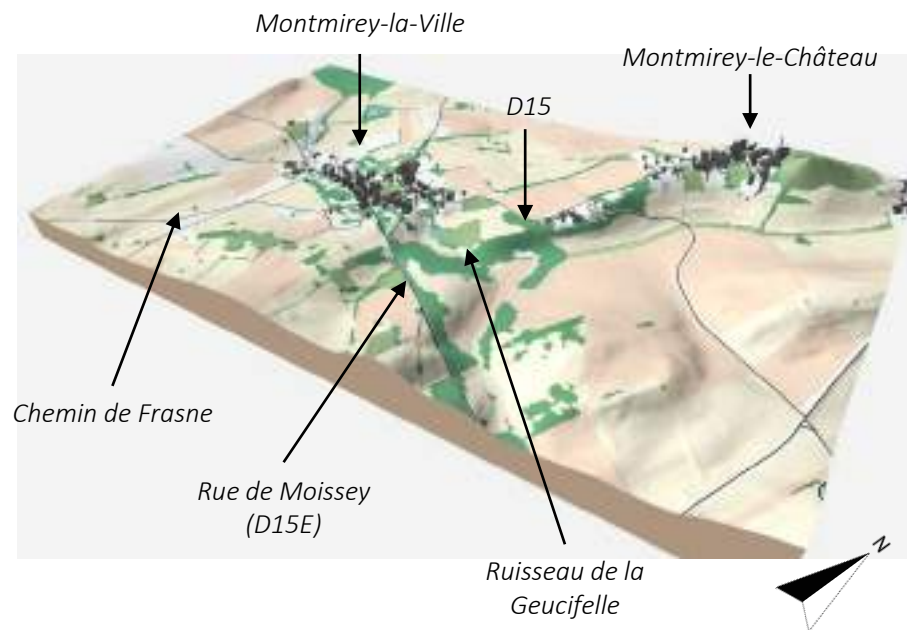 Montmirey-la-Ville
Montmirey-le-Château
D15
Chemin de Frasne
Rue de Moissey
(D15E)
Ruisseau de la
Geucifelle
N